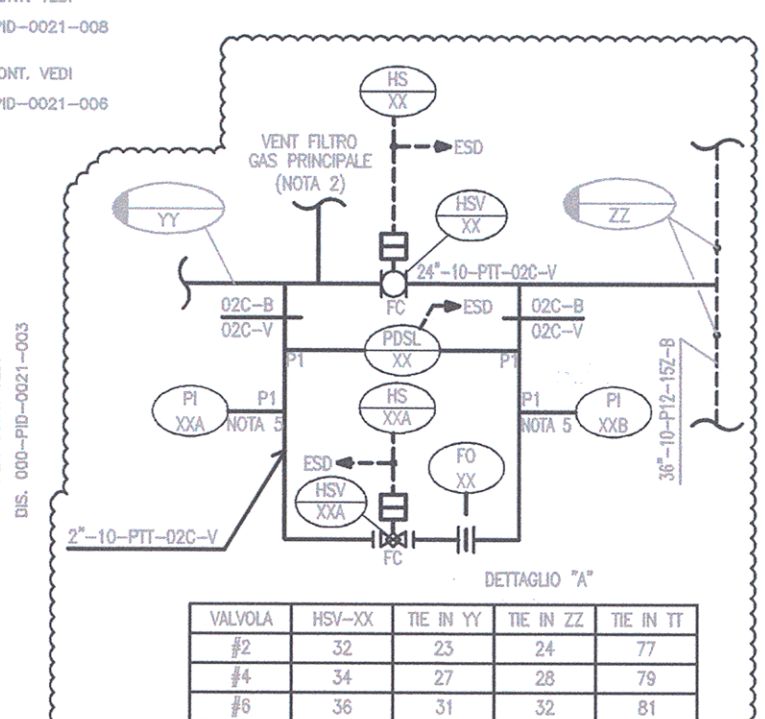 PID-0021-008
ONT. VEDI
PID-0021-006
DIS. 000-PID-0021-003
HS
XX
ESD
VENT FILTRO
GAS PRINCIPALE
(NOTA 2)
YY
HSV
XX
ZZ
24"-10-PTT-02C-V
FC
02C-B
02C-V
ESD
02C-B
02C-V
PDSL
XX
P1
P1
36"-10-P12-15Z-B
HS
XXA
PI
XXA
P1
NOTA 5
P1
NOTA 5
PI
XXB
ESD
FO
XX
HSV
XXA
FC
2"-10-PTT-02C-V
DETTAGLIO "A"
VALVOLA HSV-XX TIE IN YY TIE IN ZZ TIE IN TT
#2 32 23 24 77
#4 34 27 28 79
#6 36 31 32 81